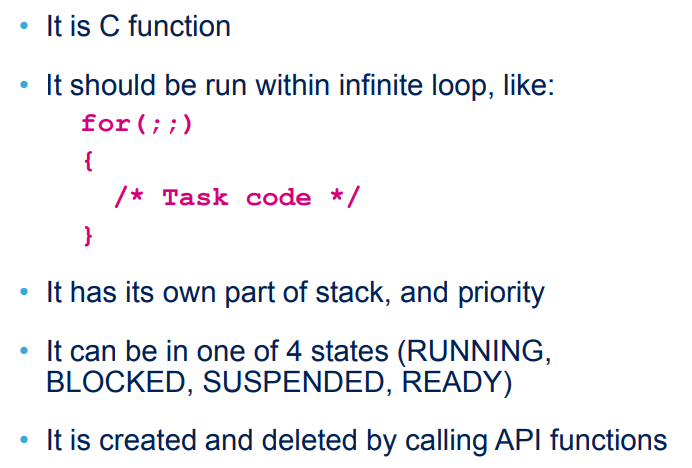 • It is C function
• It should be run within infinite loop, like:
for(;;)
{
/* Task code */
}
• It has its own part of stack, and priority
• It can be in one of 4 states (RUNNING,
BLOCKED, SUSPENDED, READY)
• It is created and deleted by calling API functions